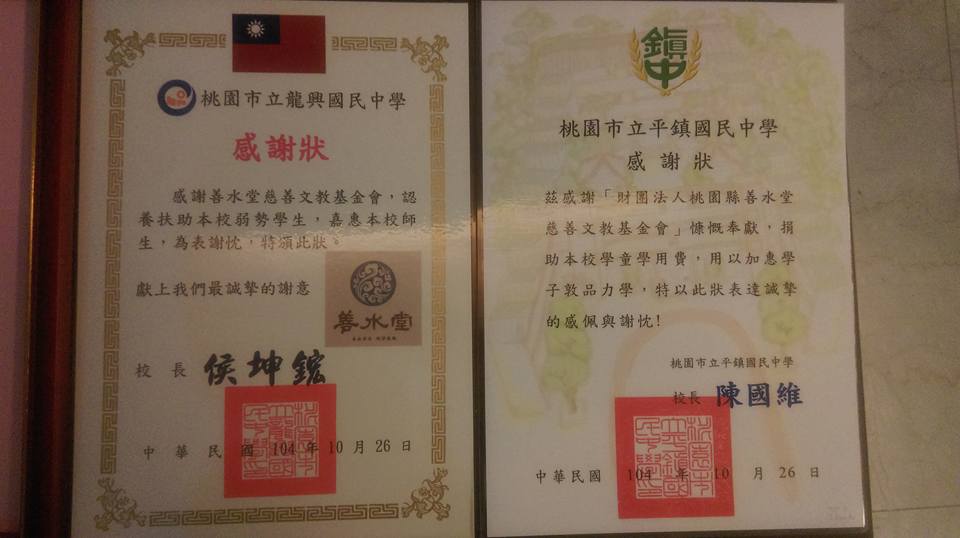 桃園市立龍興國民中學
感謝狀
感謝善水堂慈善文教基金會，認
養扶助本校弱勢學生，嘉惠本校師
生，為表謝忱，特頒此狀。
獻上我們最誠摯的謝意
善水堂
校長 侯坤鋐
中華民國 104 年 10 月 26 日
鎮中
桃園市立平鎮國民中學
感謝狀
茲感謝「財團法人桃園縣善水堂
慈善文教基金會」慷慨奉獻，捐
助本校學童學用費，用以加惠學
子敦品力學，特以此狀表達誠摯
的感佩與謝忱!
桃園市立平鎮國民中學
校長 陳國維
中華民國 104 年 10 月 26 日